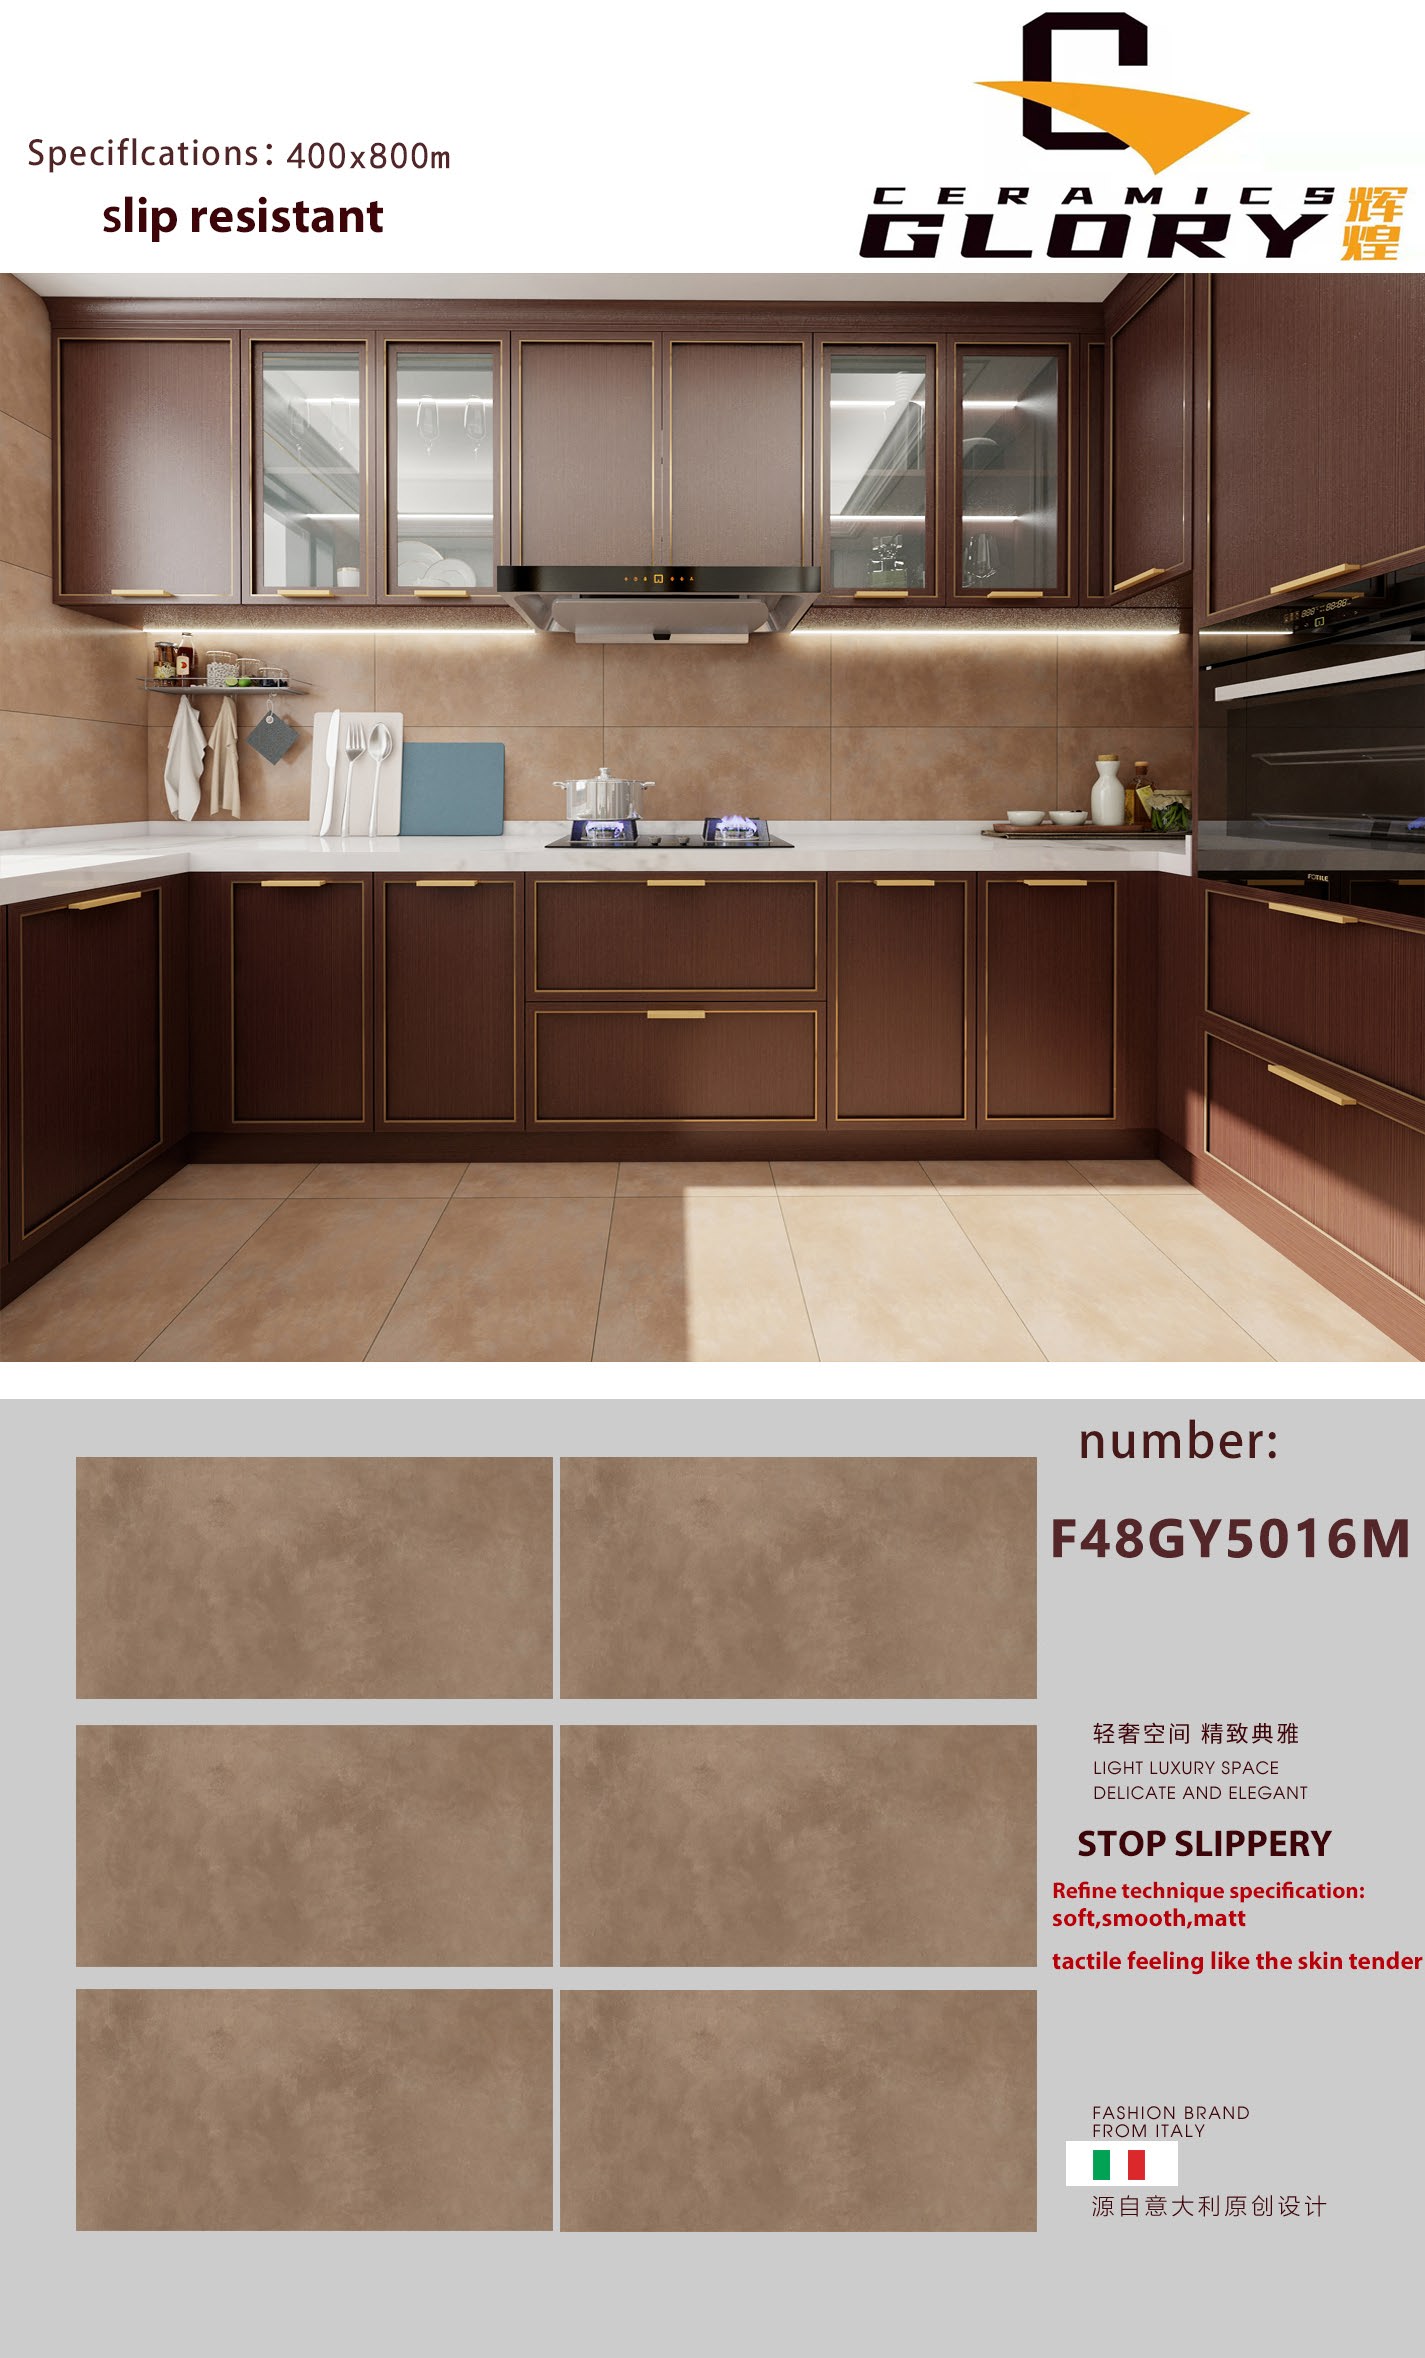 Speciflcations: 400x800m
slip resistant
C
CERAMICS
GLORY 辉煌
FOTILE
number:
F48GY5016M
轻奢空间 精致典雅
LIGHT LUXURY SPACE
DELICATE AND ELEGANT
STOP SLIPPERY
Refine technique specification:
soft,smooth,matt
tactile feeling like the skin tender
FASHION BRAND
FROM ITALY
源自意大利原创设计